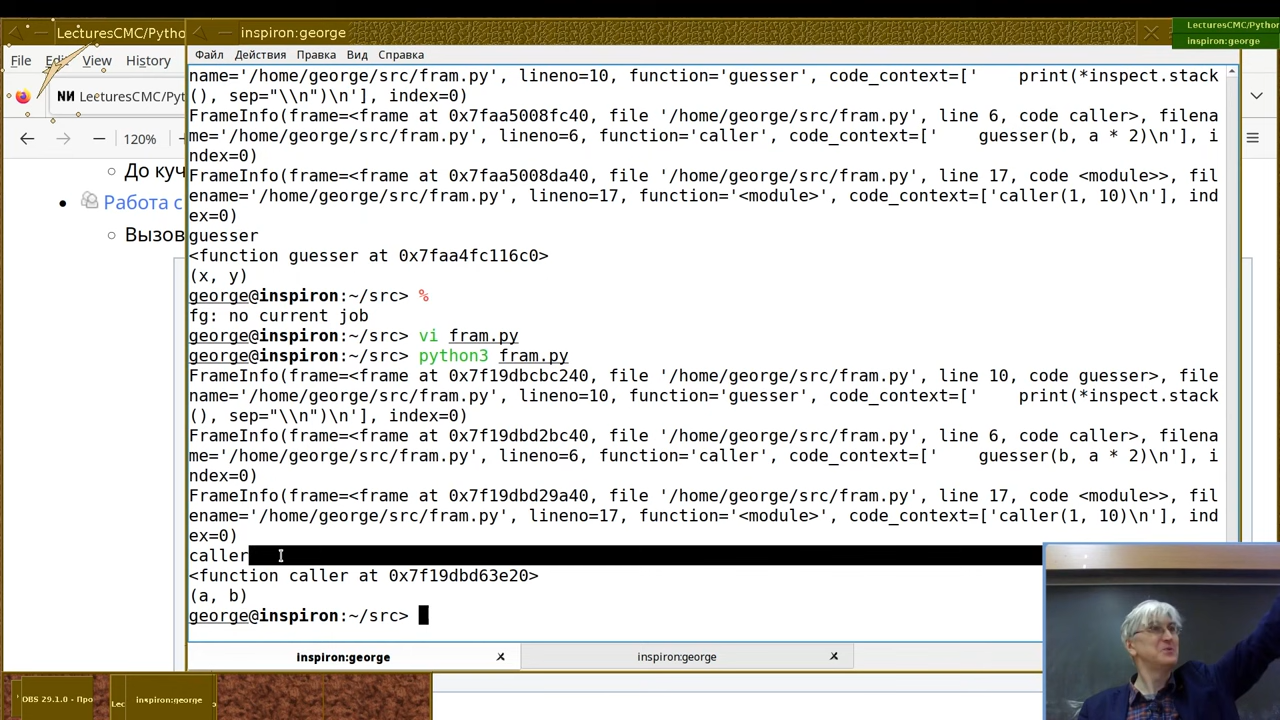 LecturesCMC/Pytho
inspiron:george
LecturesCMC/Python
inspiron:george
File Edit View History
Файл Действия Правка Вид Справка
LecturesCMC/Pyt
120%
До куч
Работа с
Вызов
name='/home/george/src/fram.py', lineno=10, function='guesser', code_context=['    print(*inspect.stack
(), sep="\\n")\n'], index=0)
FrameInfo(frame=<frame at 0x7faa5008fc40, file '/home/george/src/fram.py', line 6, code caller>, filena
me='/home/george/src/fram.py', lineno=6, function='caller', code_context=['    guesser(b, a * 2)\n'], i
ndex=0)
FrameInfo(frame=<frame at 0x7faa5008da40, file '/home/george/src/fram.py', line 17, code <module>>, fil
ename='/home/george/src/fram.py', lineno=17, function='<module>', code_context=['caller(1, 10)\n'], ind
ex=0)
guesser
<function guesser at 0x7faa4fc116c0>
(x, y)
george@inspiron:~/src> %
fg: no current job
george@inspiron:~/src> vi fram.py
george@inspiron:~/src> python3 fram.py
FrameInfo(frame=<frame at 0x7f19dbcbc240, file '/home/george/src/fram.py', line 10, code guesser>, file
name='/home/george/src/fram.py', lineno=10, function='guesser', code_context=['    print(*inspect.stack
(), sep="\\n")\n'], index=0)
FrameInfo(frame=<frame at 0x7f19dbd2bc40, file '/home/george/src/fram.py', line 6, code caller>, filena
me='/home/george/src/fram.py', lineno=6, function='caller', code_context=['    guesser(b, a * 2)\n'], i
ndex=0)
FrameInfo(frame=<frame at 0x7f19dbd29a40, file '/home/george/src/fram.py', line 17, code <module>>, fil
ename='/home/george/src/fram.py', lineno=17, function='<module>', code_context=['caller(1, 10)\n'], ind
ex=0)
caller
<function caller at 0x7f19dbd63e20>
(a, b)
george@inspiron:~/src>
inspiron:george
inspiron:george
DBS 29.1.0 - Про
Lec
inspiron:george